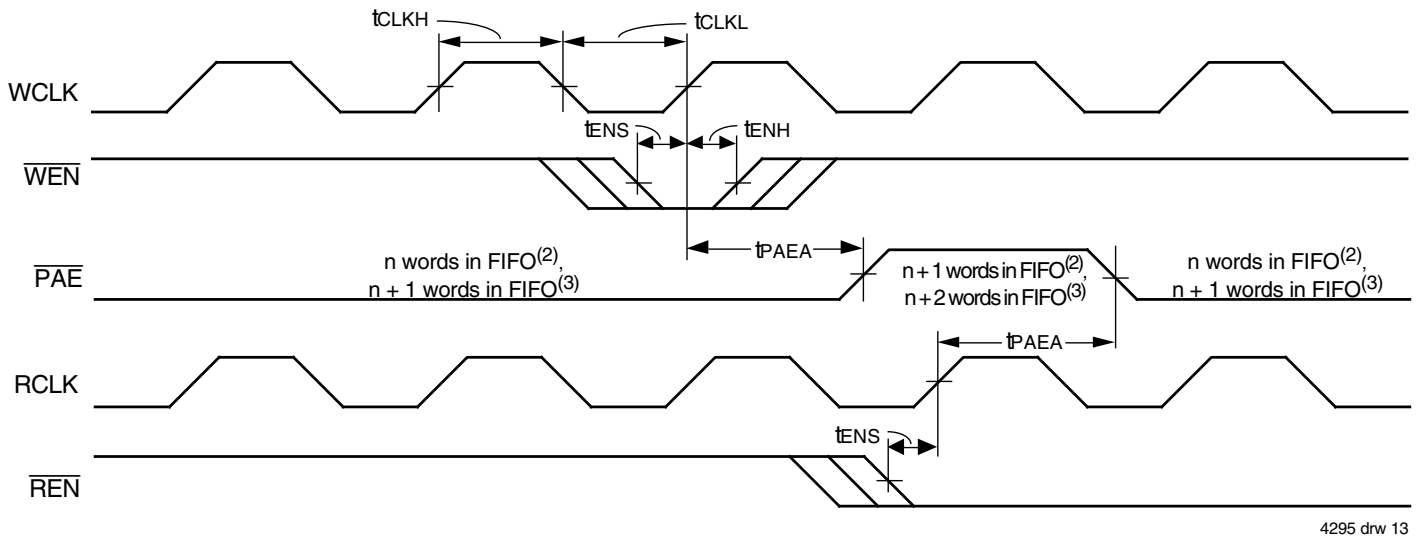 tCLKH
tCLKL
WCLK
tENS
tENH
WEN
tPAEA
PAE
n words in FIFO(2),
n + 1 words in FIFO(3)
n + 1 words in FIFO(2),
n + 2 words in FIFO(3)
n words in FIFO(2),
n + 1 words in FIFO(3)
tPAEA
RCLK
tENS
REN
4295 drw 13